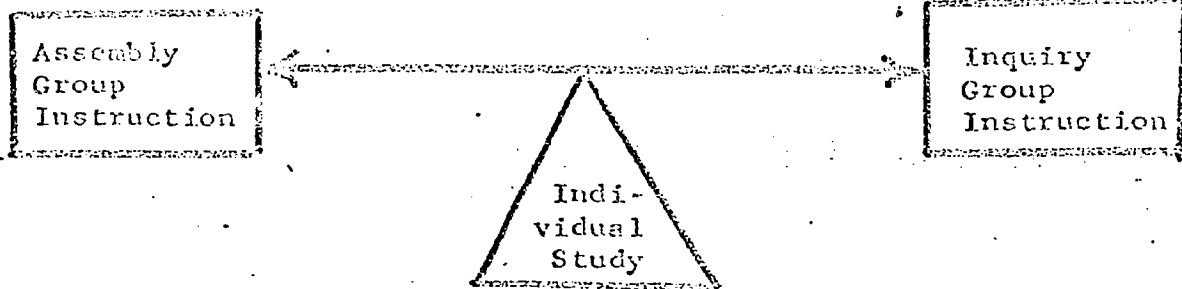 Assembly
Group
Instruction
Inquiry
Group
Instruction
Indi-
vidual
Study